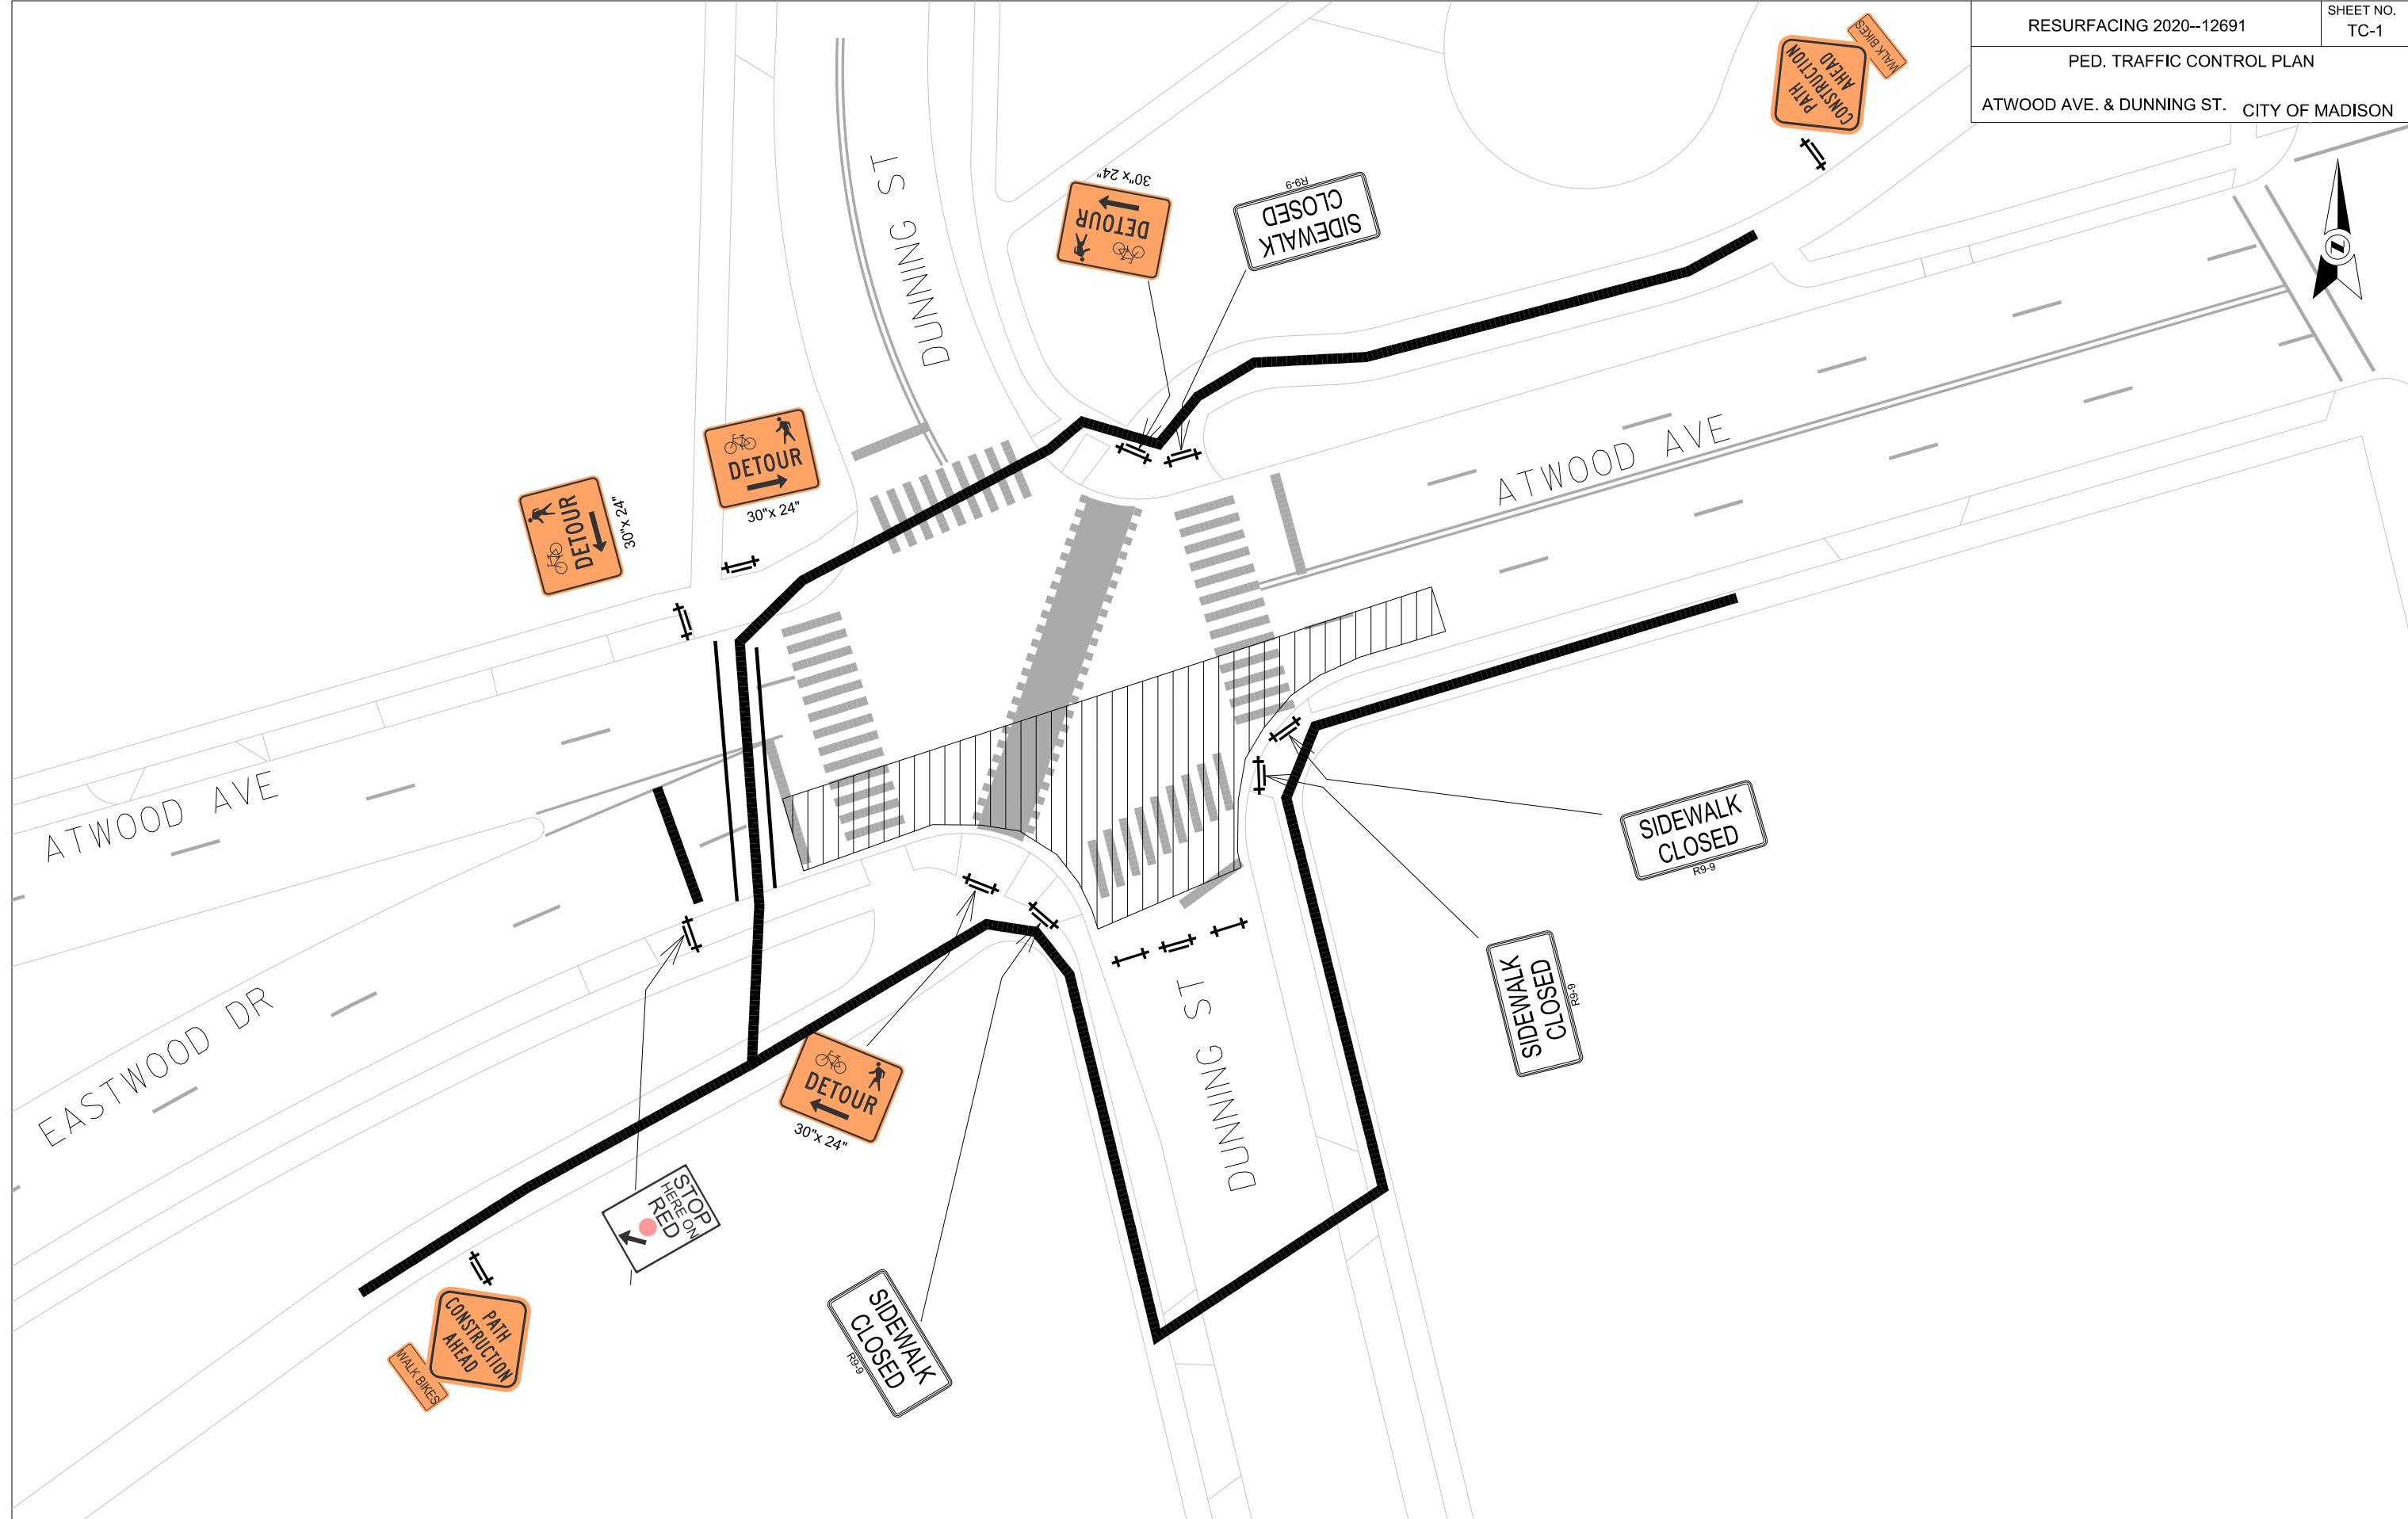 RESURFACING 2020--12691
SHEET NO.
TC-1
PED. TRAFFIC CONTROL PLAN
ATWOOD AVE. & DUNNING ST.
CITY OF MADISON
WALK BIKES
PATH
CONSTRUCTION
AHEAD
N
30"x 24"
DETOUR
R9-9
SIDEWALK
CLOSED
DUNNING ST
DETOUR
30"x 24"
DETOUR
30"x 24"
ATWOOD AVE
ATWOOD AVE
EASTWOOD DR
SIDEWALK
CLOSED
R9-9
SIDEWALK
CLOSED
R9-9
DUNNING ST
DETOUR
30"x 24"
STOP
HERE ON
RED
SIDEWALK
CLOSED
R9-9
PATH
CONSTRUCTION
AHEAD
WALK BIKES